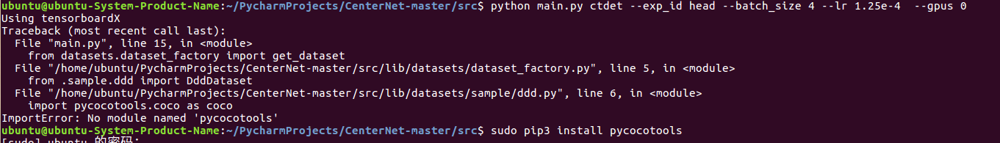 ubuntu@ubuntu-System-Product-Name:~/PycharmProjects/CenterNet-master/src$ python main.py ctdet --exp_id head --batch_size 4 --lr 1.25e-4  --gpus 0
Using tensorboardX
Traceback (most recent call last):
  File "main.py", line 15, in <module>
    from datasets.dataset_factory import get_dataset
  File "/home/ubuntu/PycharmProjects/CenterNet-master/src/lib/datasets/dataset_factory.py", line 5, in <module>
    from .sample.ddd import DddDataset
  File "/home/ubuntu/PycharmProjects/CenterNet-master/src/lib/datasets/sample/ddd.py", line 6, in <module>
    import pycocotools.coco as coco
ImportError: No module named 'pycocotools'
ubuntu@ubuntu-System-Product-Name:~/PycharmProjects/CenterNet-master/src$ sudo pip3 install pycocotools
[sudo] ubuntu 的密码：